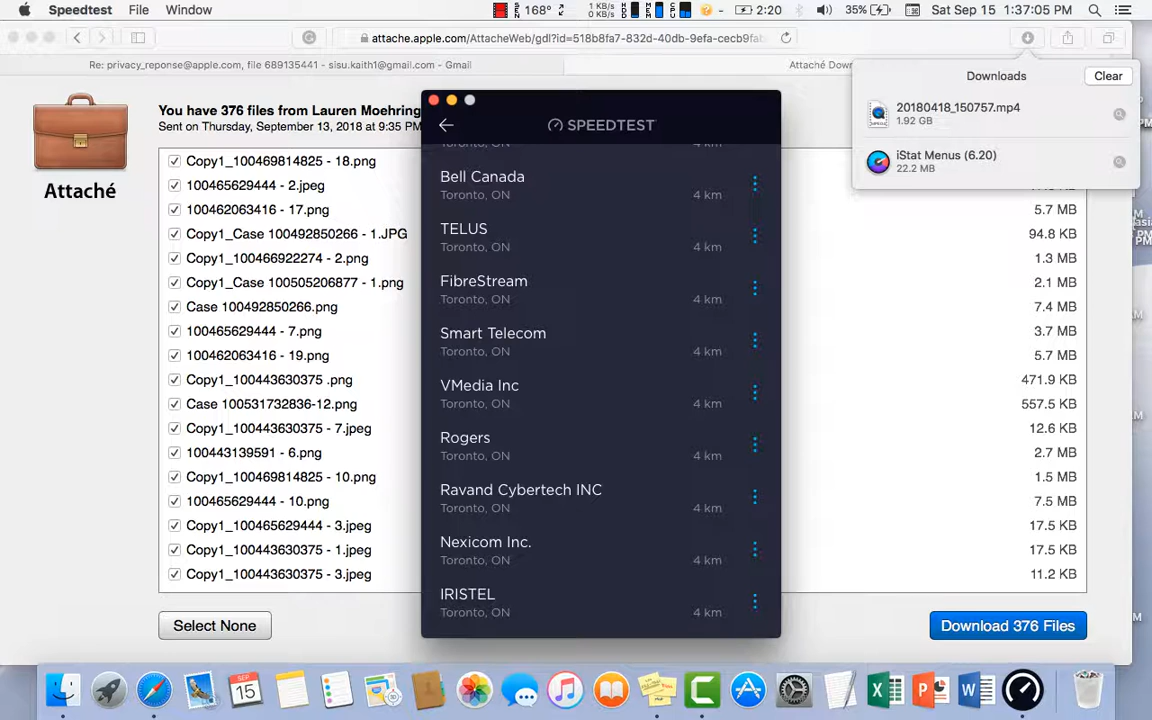 Speedtest File Window 168° 1 KB/s 0 KB/s 2:20 35% Sat Sep 15 1:37:05 PM
attache.apple.com/AttacheWeb/gdl?id=518b8fa7-832d-40db-9efa-cecb9fab
Re: privacy_reponse@apple.com, file 689135441 - sisu.kaith1@gmail.com - Gmail
Attaché Down
Downloads
Clear
20180418_150757.mp4
1.92 GB
iStat Menus (6.20)
22.2 MB
Attaché
You have 376 files from Lauren Moehring
Sent on Thursday, September 13, 2018 at 9:35 PM
Copy1_100469814825 - 18.png
100465629444 - 2.jpeg
100462063416 - 17.png 5.7 MB
Copy1_Case 100492850266 - 1.JPG 94.8 KB
Copy1_100466922274 - 2.png 1.3 MB
Copy1_Case 100505206877 - 1.png 2.1 MB
Case 100492850266.png 7.4 MB
100465629444 - 7.png 3.7 MB
100462063416 - 19.png 5.7 MB
Copy1_100443630375 .png 471.9 KB
Case 100531732836-12.png 557.5 KB
Copy1_100443630375 - 7.jpeg 12.6 KB
100443139591 - 6.png 2.7 MB
Copy1_100469814825 - 10.png 1.5 MB
100465629444 - 10.png 7.5 MB
Copy1_100465629444 - 3.jpeg 17.5 KB
Copy1_100443630375 - 1.jpeg 17.5 KB
Copy1_100443630375 - 3.jpeg 11.2 KB
Select None
Download 376 Files
SPEEDTEST
Bell Canada
Toronto, ON 4 km
TELUS
Toronto, ON 4 km
FibreStream
Toronto, ON 4 km
Smart Telecom
Toronto, ON 4 km
VMedia Inc
Toronto, ON 4 km
Rogers
Toronto, ON 4 km
Ravand Cybertech INC
Toronto, ON 4 km
Nexicom Inc.
Toronto, ON 4 km
IRISTEL
Toronto, ON 4 km
SEP
15